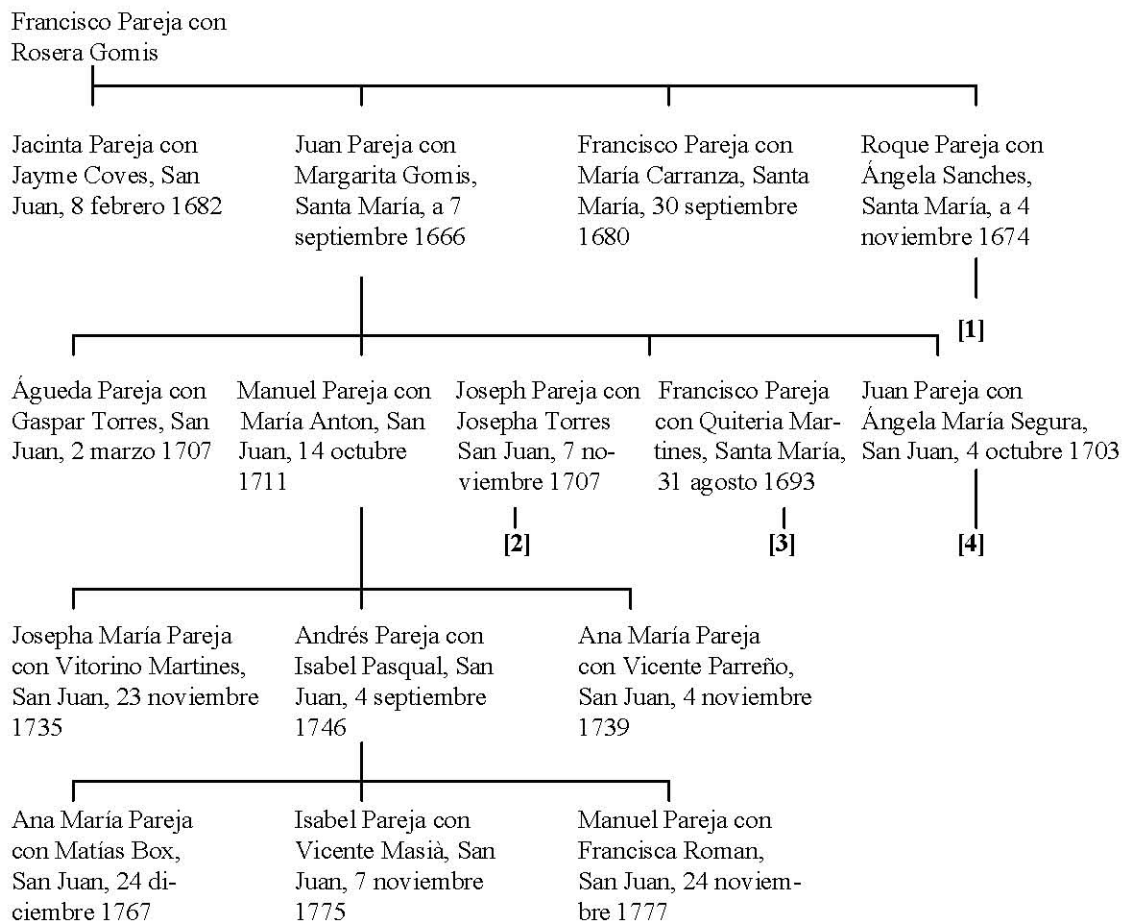 Francisco Pareja con
Rosera Gomis
Jacinta Pareja con
Jayme Coves, San
Juan, 8 febrero 1682
Juan Pareja con
Margarita Gomis,
Santa María, a 7
septiembre 1666
Francisco Pareja con
María Carranza, Santa
María, 30 septiembre
1680
Roque Pareja con
Ángela Sanches,
Santa María, a 4
noviembre 1674
[1]
Águeda Pareja con
Gaspar Torres, San
Juan, 2 marzo 1707
Manuel Pareja con
María Anton, San
Juan, 14 octubre
1711
Joseph Pareja con
Josepha Torres
San Juan, 7 no-
viembre 1707
[2]
Francisco Pareja
con Quiteria Mar-
tines, Santa María,
31 agosto 1693
[3]
Juan Pareja con
Ángela María Segura,
San Juan, 4 octubre 1703
[4]
Josepha María Pareja
con Vitorino Martines,
San Juan, 23 noviembre
1735
Andrés Pareja con
Isabel Pasqual, San
Juan, 4 septiembre
1746
Ana María Pareja
con Vicente Parreño,
San Juan, 4 noviembre
1739
Ana María Pareja
con Matías Box,
San Juan, 24 di-
ciembre 1767
Isabel Pareja con
Vicente Masià, San
Juan, 7 noviembre
1775
Manuel Pareja con
Francisca Roman,
San Juan, 24 noviem-
bre 1777